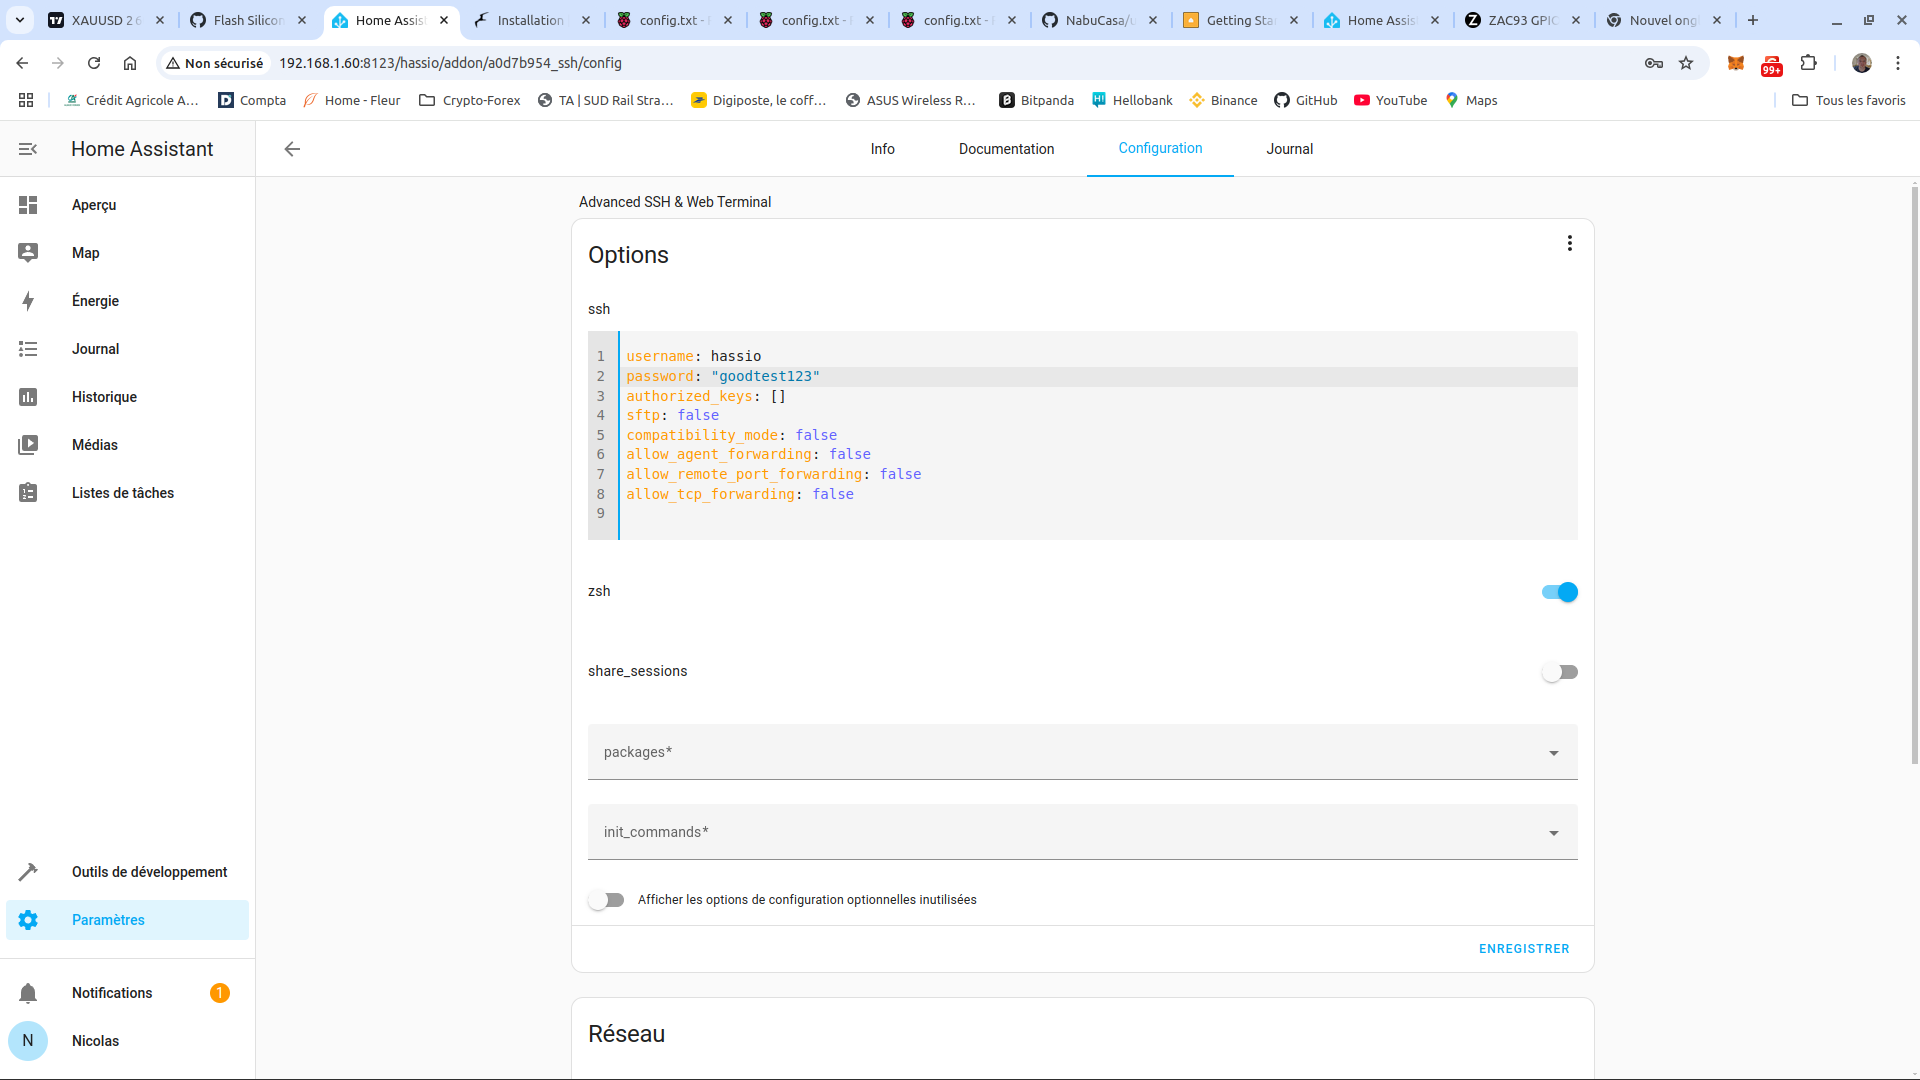 XAUUSD 2 6
Flash Silicon
Home Assis
Installation
config.txt -
config.txt -
config.txt -
NabuCasa/u
Getting Sta
Home Assis
ZAC93 GPIO
Nouvel ong
Non sécurisé
192.168.1.60:8123/hassio/addon/a0d7b954_ssh/config
99+
Crédit Agricole A…
Compta
Home - Fleur
Crypto-Forex
TA | SUD Rail Stra…
Digiposte, le coff…
ASUS Wireless R…
Bitpanda
Hellobank
Binance
GitHub
YouTube
Maps
Tous les favoris
Home Assistant
Info
Documentation
Configuration
Journal
Aperçu
Map
Énergie
Journal
Historique
Médias
Listes de tâches
Outils de développement
Paramètres
Notifications
1
N
Nicolas
Advanced SSH & Web Terminal
Options
ssh
1 username: hassio
2 password: "goodtest123"
3 authorized_keys: []
4 sftp: false
5 compatibility_mode: false
6 allow_agent_forwarding: false
7 allow_remote_port_forwarding: false
8 allow_tcp_forwarding: false
9
zsh
share_sessions
packages*
init_commands*
Afficher les options de configuration optionnelles inutilisées
ENREGISTRER
Réseau